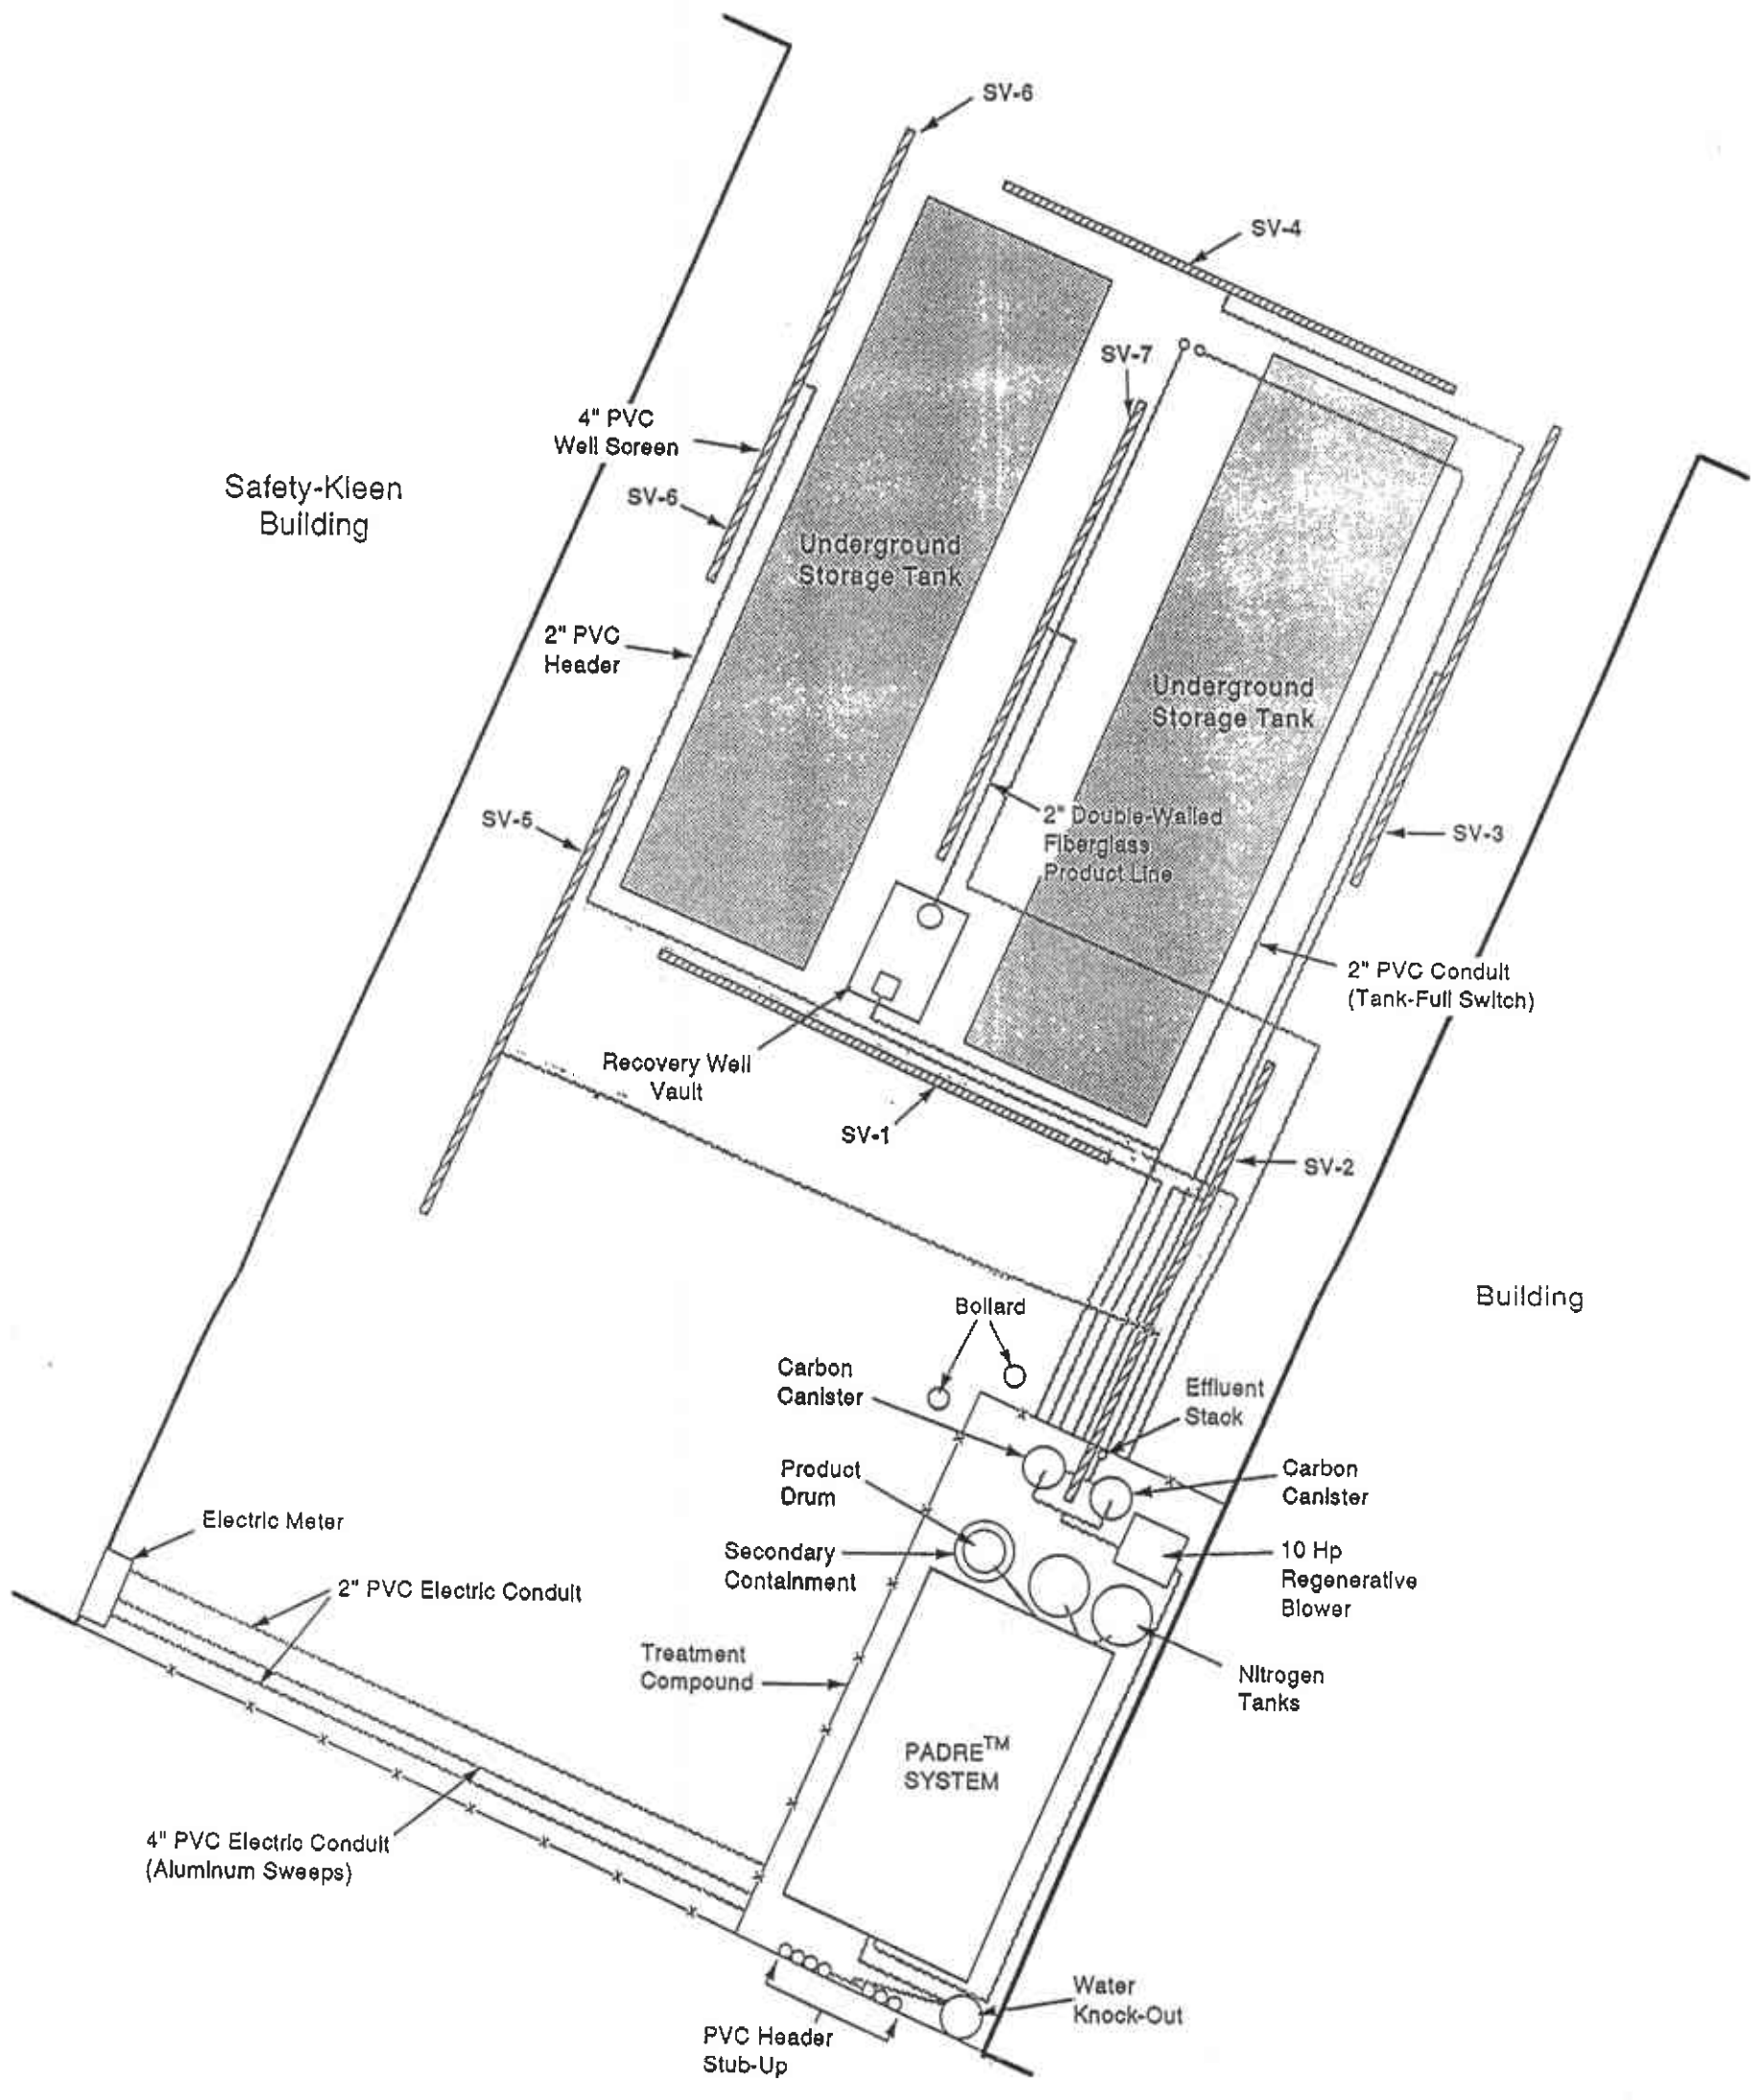 SV-6
SV-4
SV-7
4" PVC
Well Screen
Safety-Kleen
Building
SV-6
Underground
Storage Tank
2" PVC
Header
Underground
Storage Tank
2" Double-Walled
Fiberglass
Product Line
SV-5
SV-3
2" PVC Conduit
(Tank-Full Switch)
Recovery Well
Vault
SV-1
SV-2
Building
Bollard
Carbon
Canister
Effluent
Stack
Product
Drum
Carbon
Canister
Electric Meter
Secondary
Containment
10 Hp
Regenerative
Blower
2" PVC Electric Conduit
Treatment
Compound
Nitrogen
Tanks
PADRE™
SYSTEM
4" PVC Electric Conduit
(Aluminum Sweeps)
Water
Knock-Out
PVC Header
Stub-Up